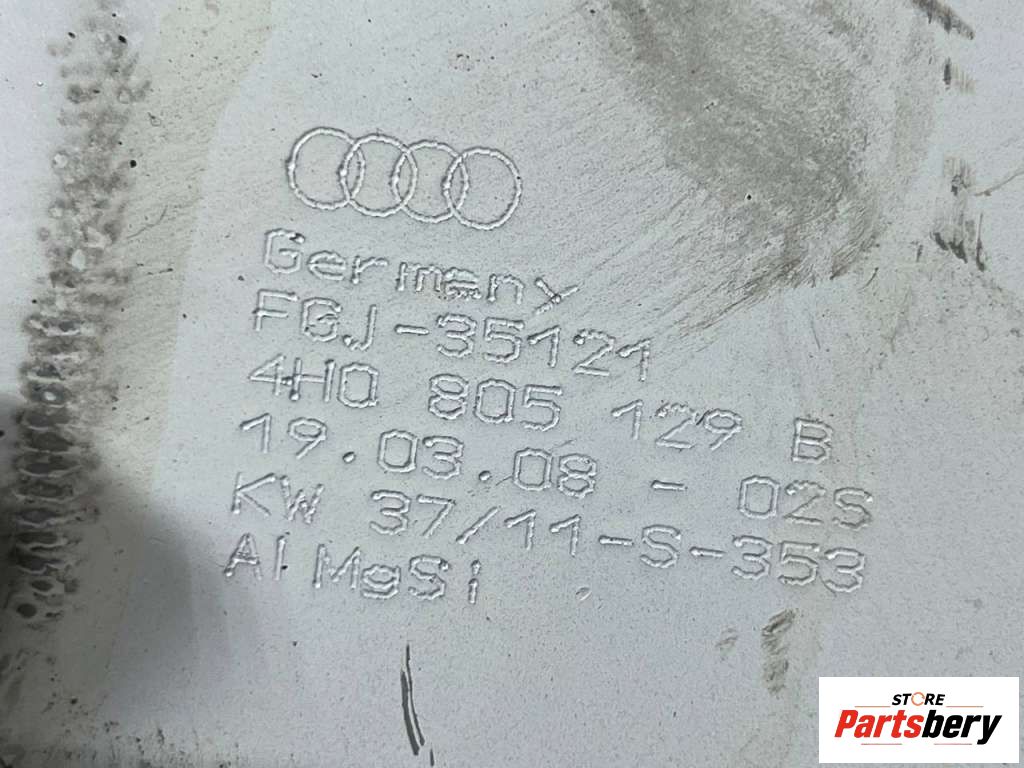 Germany
FGJ-35121
4H0 805 129 B
19.03.08 - 02S
KW 37/11-S-353
AlMgSi
STORE
Partsbery